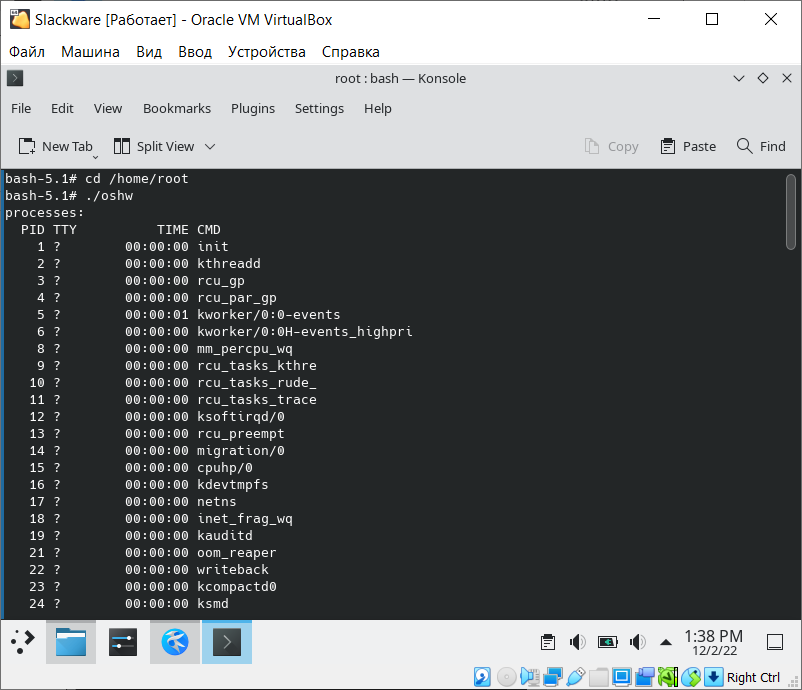 Slackware [Работает] - Oracle VM VirtualBox
Файл Машина Вид Ввод Устройства Справка
root : bash — Konsole
File Edit View Bookmarks Plugins Settings Help
New Tab Split View Copy Paste Find
bash-5.1# cd /home/root
bash-5.1# ./oshw
processes:
PID TTY TIME CMD
1 ? 00:00:00 init
2 ? 00:00:00 kthreadd
3 ? 00:00:00 rcu_gp
4 ? 00:00:00 rcu_par_gp
5 ? 00:00:01 kworker/0:0-events
6 ? 00:00:00 kworker/0:0H-events_highpri
8 ? 00:00:00 mm_percpu_wq
9 ? 00:00:00 rcu_tasks_kthre
10 ? 00:00:00 rcu_tasks_rude_
11 ? 00:00:00 rcu_tasks_trace
12 ? 00:00:00 ksoftirqd/0
13 ? 00:00:00 rcu_preempt
14 ? 00:00:00 migration/0
15 ? 00:00:00 cpuhp/0
16 ? 00:00:00 kdevtmpfs
17 ? 00:00:00 netns
18 ? 00:00:00 inet_frag_wq
19 ? 00:00:00 kauditd
21 ? 00:00:00 oom_reaper
22 ? 00:00:00 writeback
23 ? 00:00:00 kcompactd0
24 ? 00:00:00 ksmd
1:38 PM
12/2/22
Right Ctrl